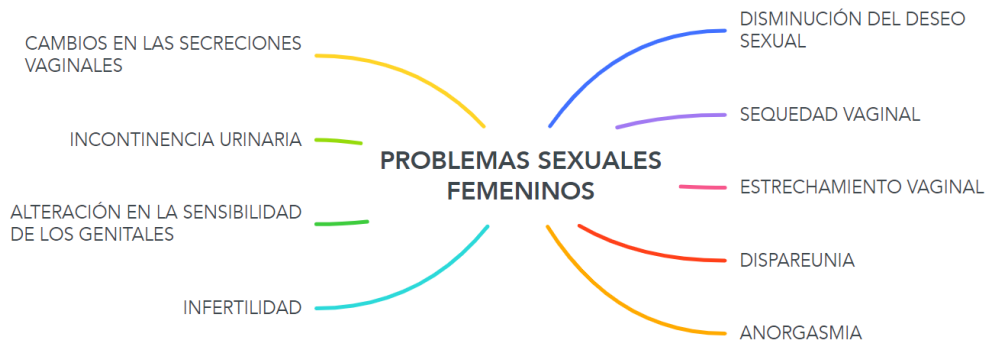 PROBLEMAS SEXUALES
FEMENINOS
CAMBIOS EN LAS SECRECIONES
VAGINALES
INCONTINENCIA URINARIA
ALTERACIÓN EN LA SENSIBILIDAD
DE LOS GENITALES
INFERTILIDAD
DISMINUCIÓN DEL DESEO
SEXUAL
SEQUEDAD VAGINAL
ESTRECHAMIENTO VAGINAL
DISPAREUNIA
ANORGASMIA